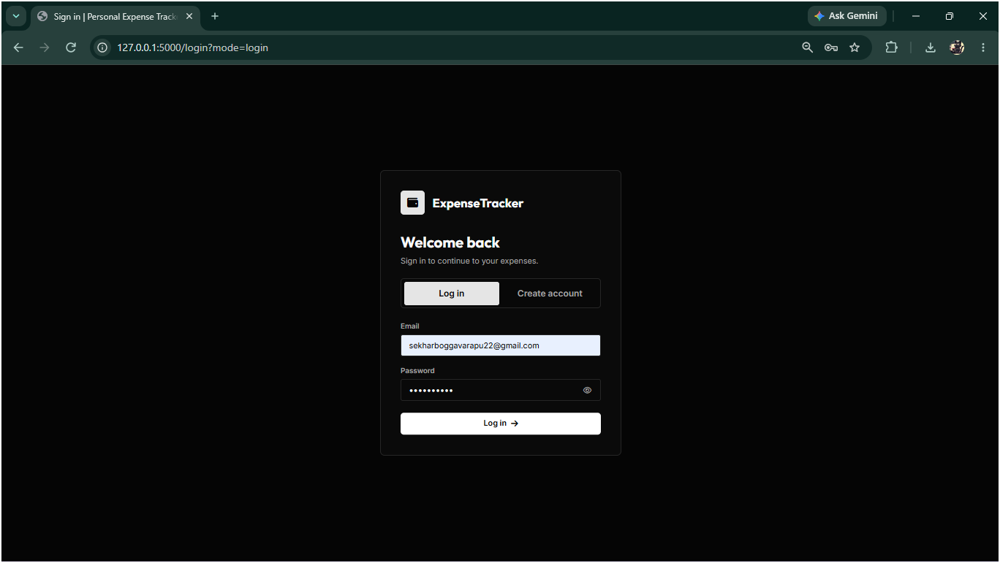 Sign in | Personal Expense Track
Ask Gemini
127.0.0.1:5000/login?mode=login
ExpenseTracker
Welcome back
Sign in to continue to your expenses.
Log in
Create account
Email
sekharboggavarapu22@gmail.com
Password
••••••••••
Log in →